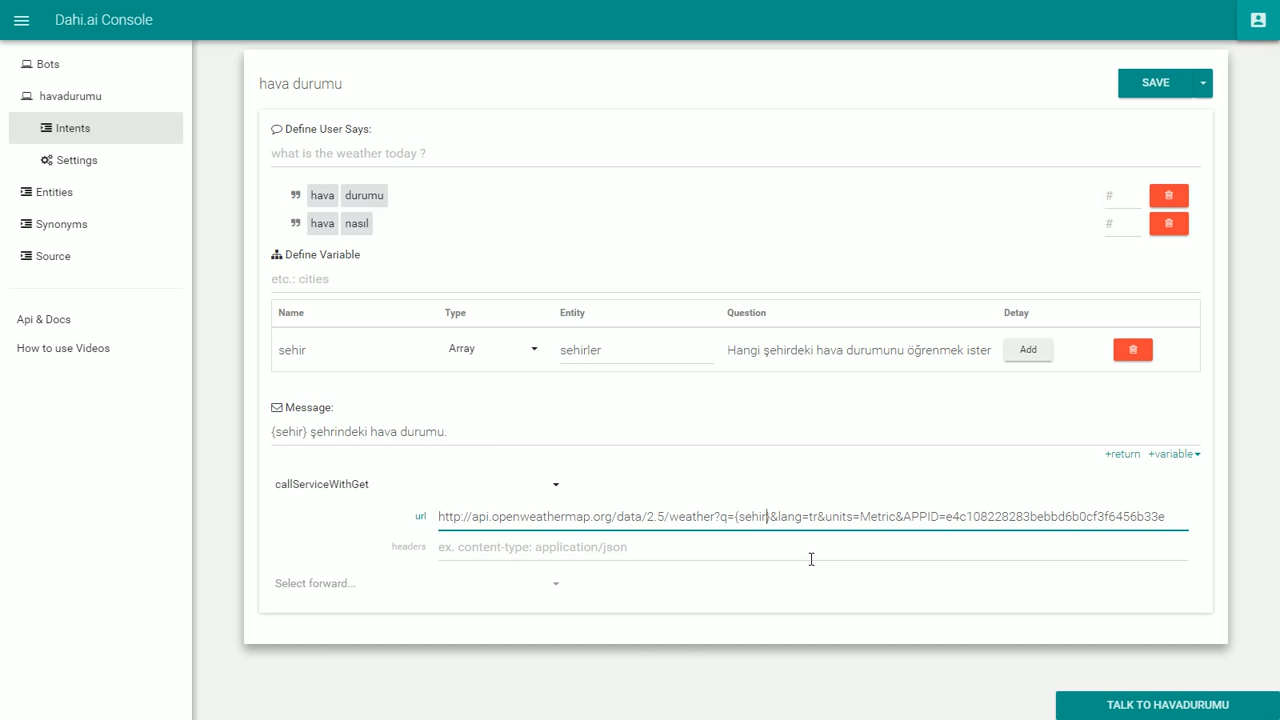 Dahi.ai Console
Bots
havadurumu
Intents
Settings
Entities
Synonyms
Source
Api & Docs
How to use Videos
hava durumu
SAVE
Define User Says:
what is the weather today ?
hava durumu #
hava nasıl #
Define Variable
etc.: cities
Name Type Entity Question Detay
sehir Array sehirler Hangi şehirdeki hava durumunu öğrenmek ister Add
Message:
{sehir} şehrindeki hava durumu.
+return +variable
callServiceWithGet
url http://api.openweathermap.org/data/2.5/weather?q={sehir}&lang=tr&units=Metric&APPID=e4c108228283bebbd6b0cf3f6456b33e
headers ex. content-type: application/json
Select forward...
TALK TO HAVADURUMU